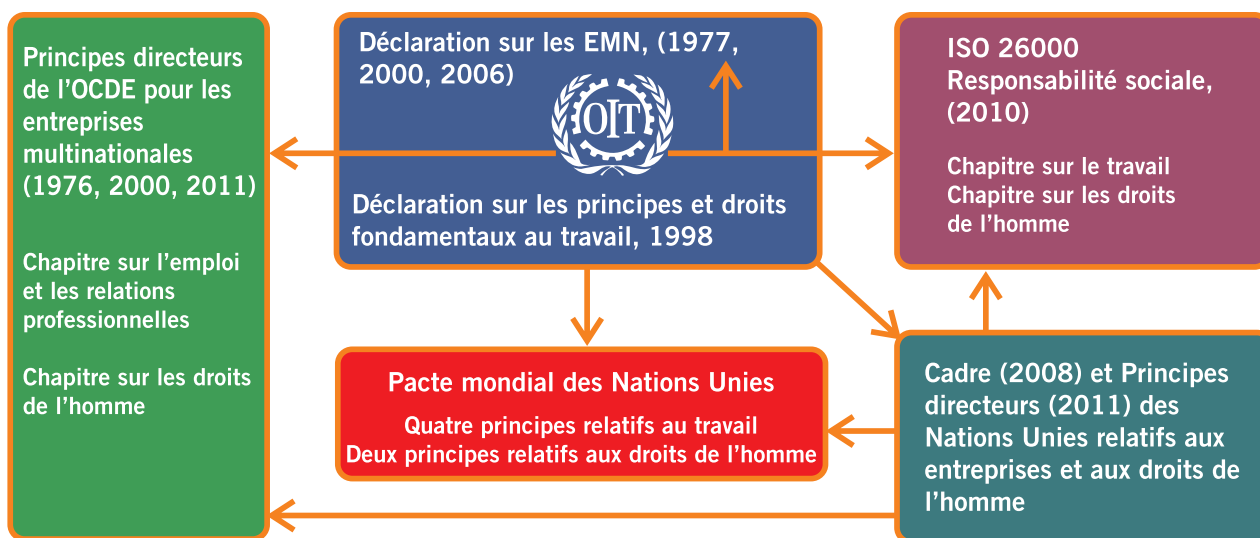 Principes directeurs
de l’OCDE pour les
entreprises
multinationales
(1976, 2000, 2011)
Chapitre sur l’emploi
et les relations
professionnelles
Chapitre sur les droits
de l’homme
Déclaration sur les EMN, (1977,
2000, 2006)
OIT
Déclaration sur les principes et droits
fondamentaux au travail, 1998
ISO 26000
Responsabilité sociale,
(2010)
Chapitre sur le travail
Chapitre sur les droits
de l’homme
Pacte mondial des Nations Unies
Quatre principes relatifs au travail
Deux principes relatifs aux droits de l’homme
Cadre (2008) et Principes
directeurs (2011) des
Nations Unies relatifs aux
entreprises et aux droits de
l’homme